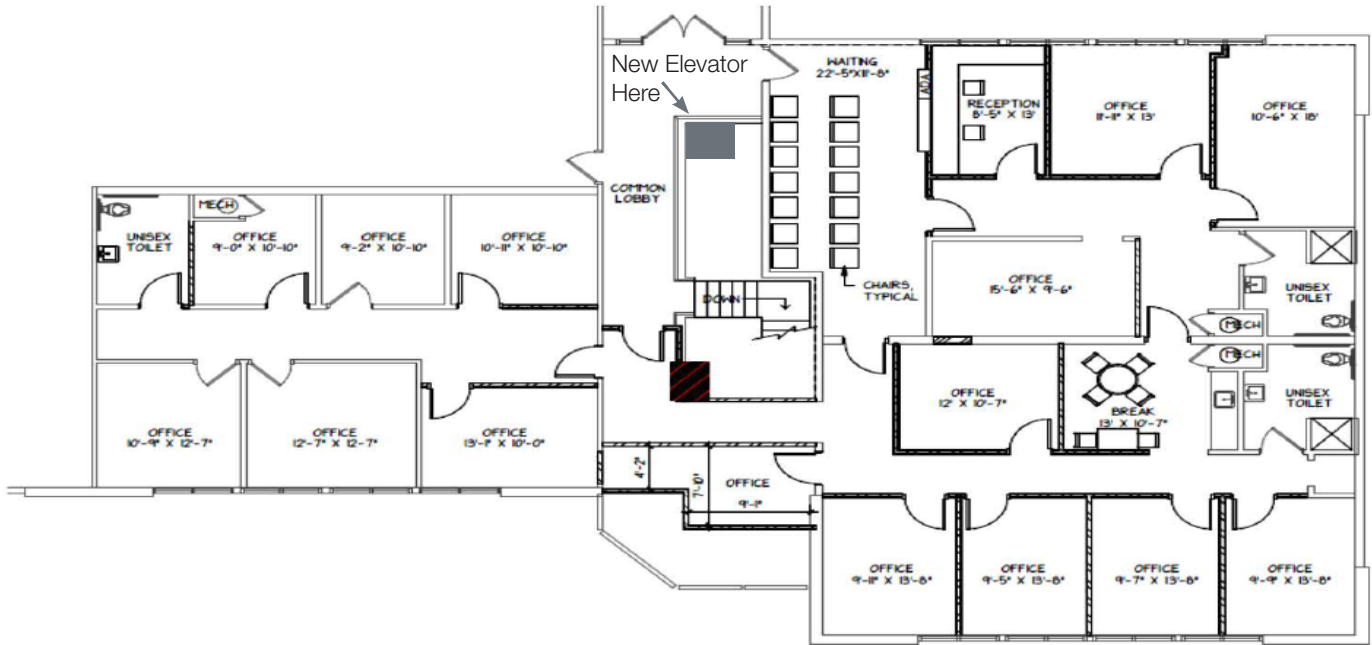 New Elevator
Here
WAITING
22'-5"X11'-8"
ADA
RECEPTION
8'-5" X 13'
OFFICE
11'-11" X 13'
OFFICE
10'-6" X 18'
COMMON
LOBBY
UNISEX
TOILET
MECH
OFFICE
9'-0" X 10'-10"
OFFICE
9'-2" X 10'-10"
OFFICE
10'-11" X 10'-10"
DOWN
CHAIRS,
TYPICAL
OFFICE
15'-6" X 9'-6"
UNISEX
TOILET
MECH
MECH
UNISEX
TOILET
OFFICE
12' X 10'-7"
BREAK
13' X 10'-7"
OFFICE
10'-9" X 12'-7"
OFFICE
12'-7" X 12'-7"
OFFICE
13'-1" X 10'-0"
4'-2"
7'-10"
OFFICE
9'-1"
OFFICE
9'-11" X 13'-8"
OFFICE
9'-5" X 13'-8"
OFFICE
9'-7" X 13'-8"
OFFICE
9'-9" X 13'-8"